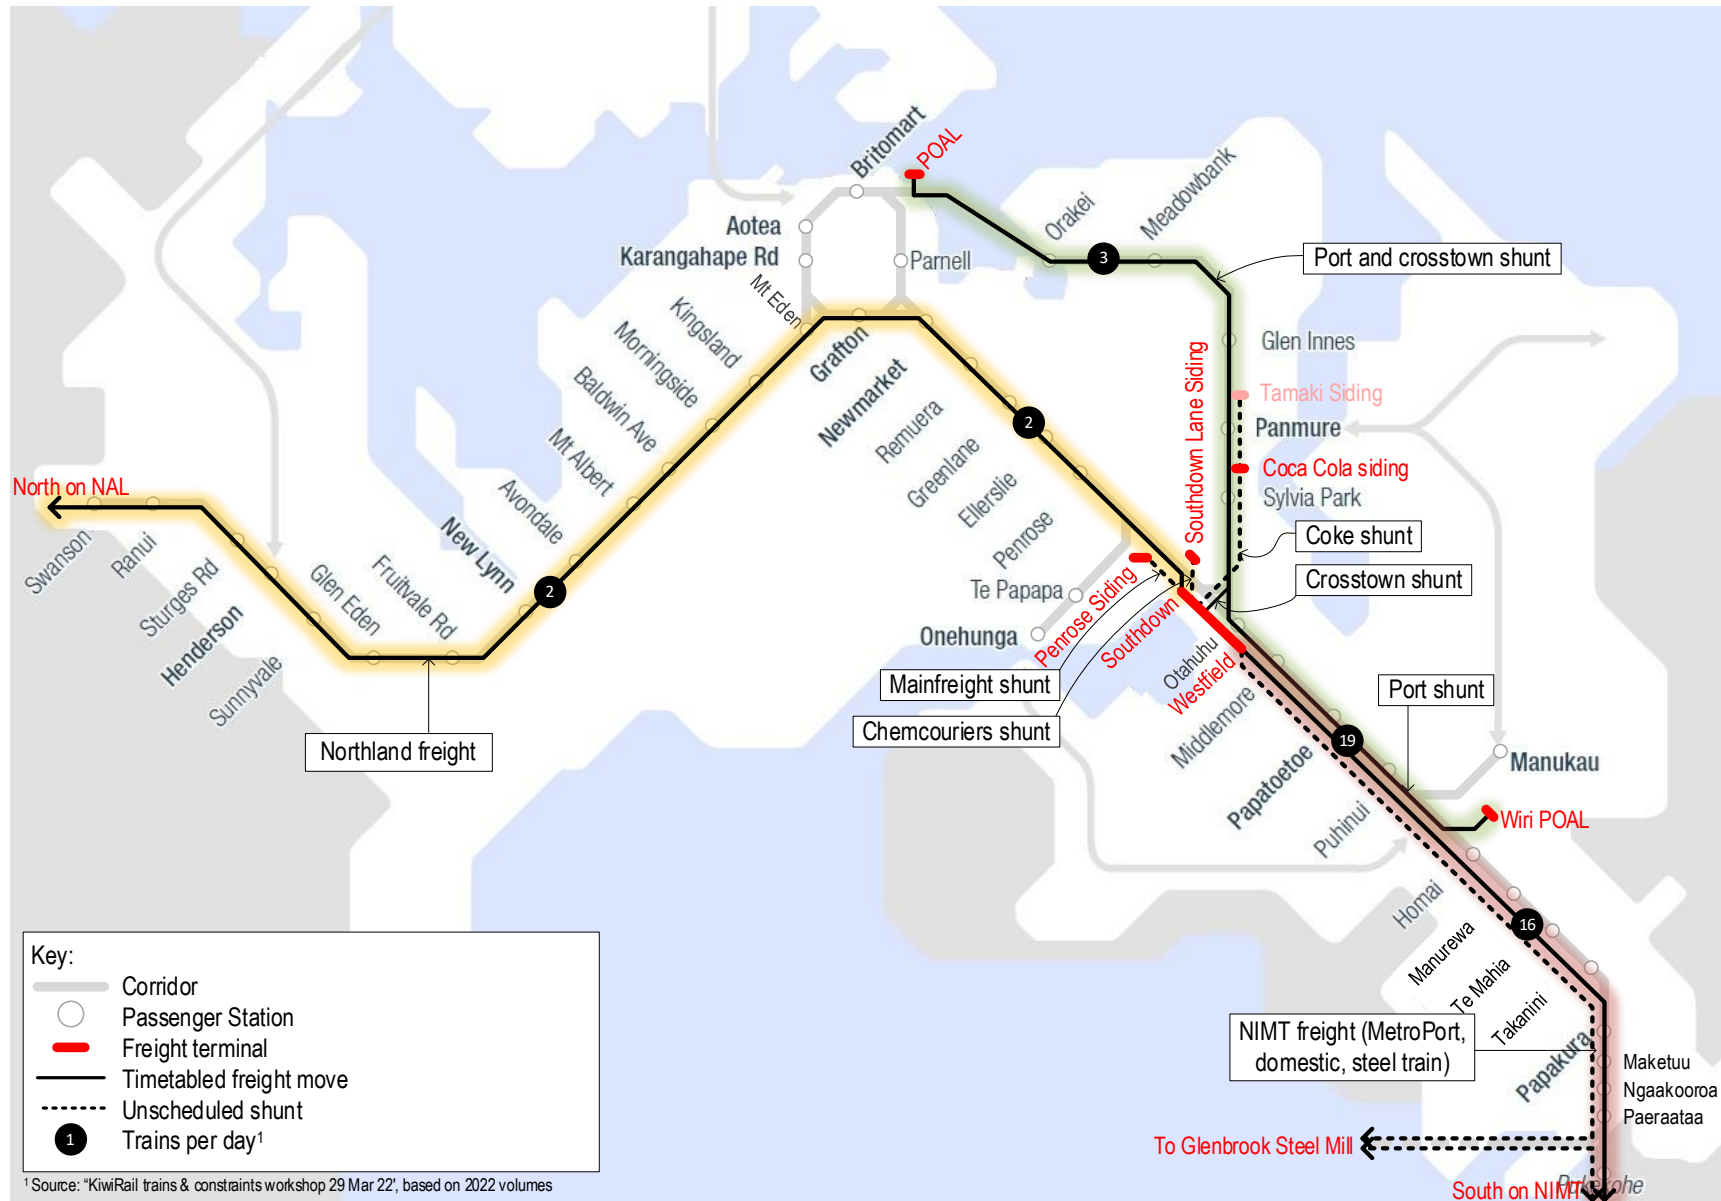 Britomart
POAL
Aotea
Karangahape Rd
Parnell
Orakei
Meadowbank
3
Port and crosstown shunt
Mt Eden
Kingsland
Morningside
Baldwin Ave
Mt Albert
Avondale
New Lynn
Grafton
Newmarket
Remuera
Greenlane
Ellerslie
Penrose
2
Southdown Lane Siding
Glen Innes
Tamaki Siding
Panmure
Coca Cola siding
Sylvia Park
Coke shunt
Crosstown shunt
North on NAL
Swanson
Ranui
Sturges Rd
Henderson
Sunnyvale
Glen Eden
Fruitvale Rd
2
Northland freight
Te Papapa
Onehunga
Penrose Siding
Southdown
Otahuhu
Westfield
Mainfreight shunt
Chemcouriers shunt
Middlemore
Papatoetoe
Puhinui
19
Port shunt
Manukau
Wiri POAL
Homai
16
Manurewa
Te Mahia
Takanini
Papakura
NIMT freight (MetroPort,
domestic, steel train)
Maketuu
Ngaakooroa
Paeraataa
To Glenbrook Steel Mill
South on NIMT
Pukekohe
Key:
Corridor
Passenger Station
Freight terminal
Timetabled freight move
Unscheduled shunt
1
Trains per day¹
¹ Source: “KiwiRail trains & constraints workshop 29 Mar 22’, based on 2022 volumes